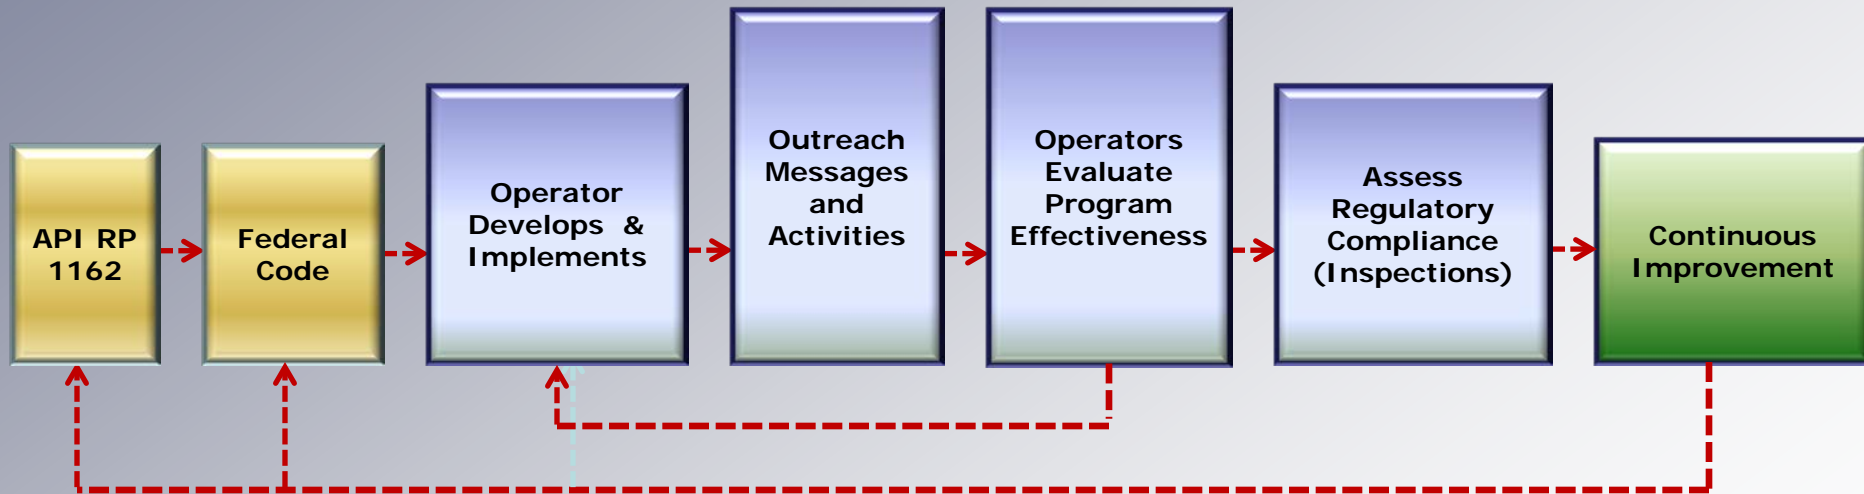 API RP
1162
Federal
Code
Operator
Develops &
Implements
Outreach
Messages
and
Activities
Operators
Evaluate
Program
Effectiveness
Assess
Regulatory
Compliance
(Inspections)
Continuous
Improvement